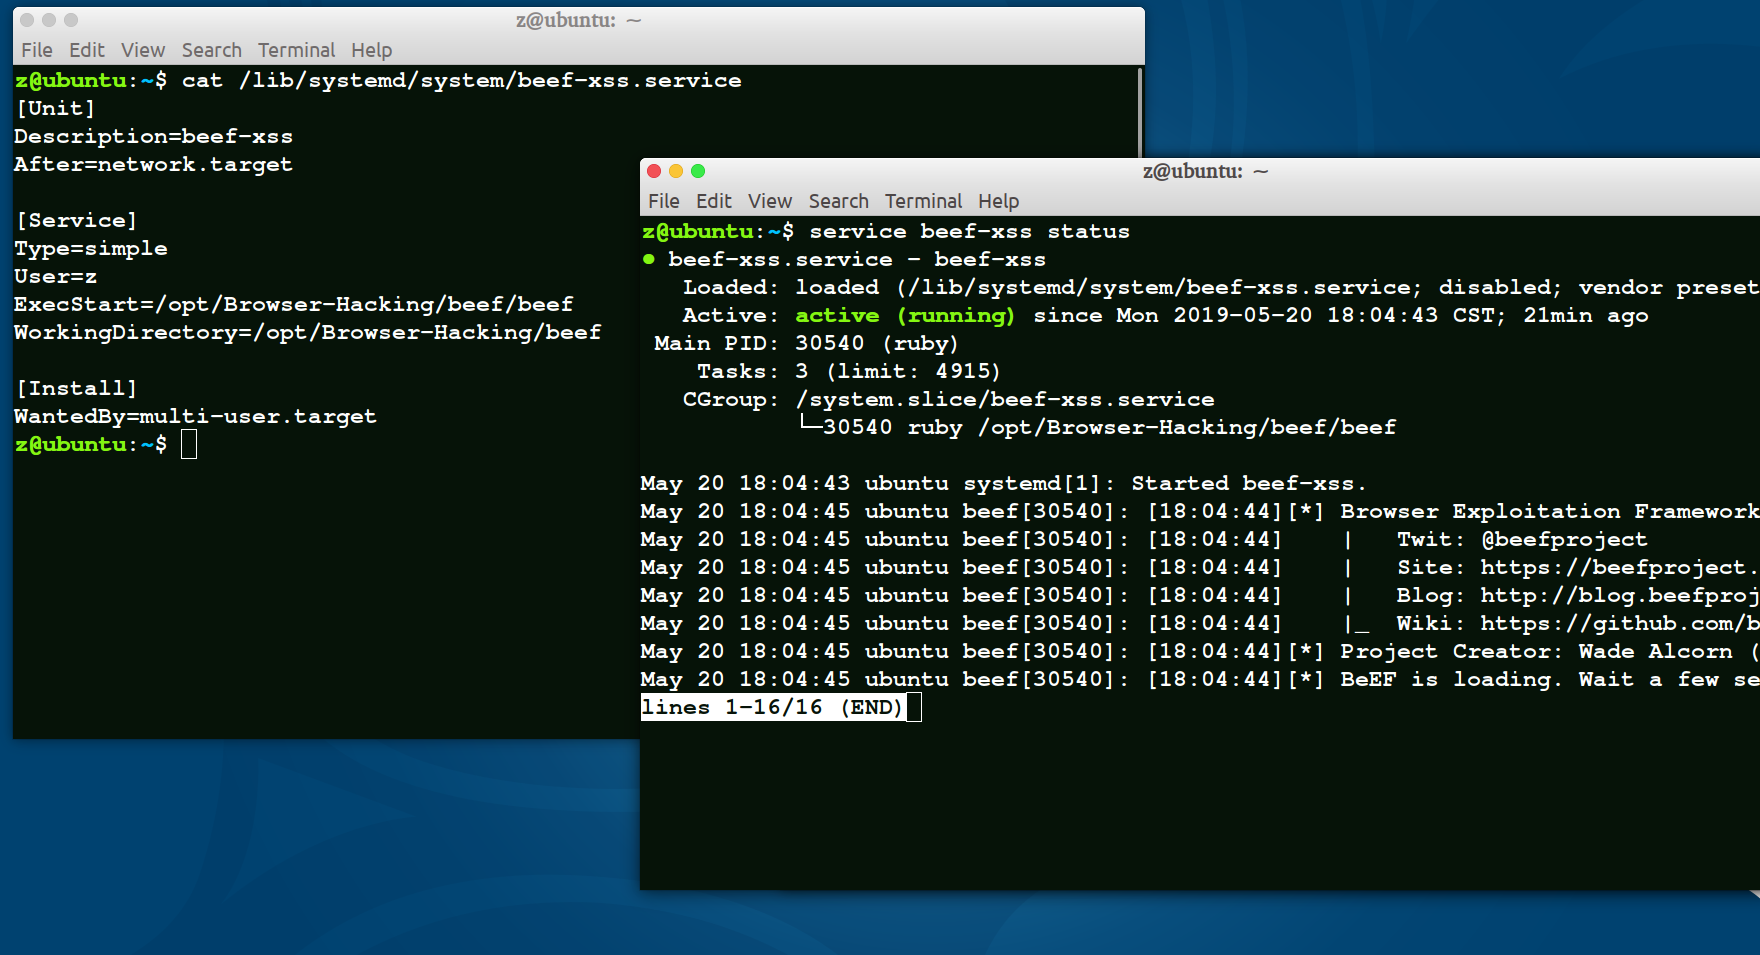 z@ubuntu: ~
File Edit View Search Terminal Help
z@ubuntu:~$ cat /lib/systemd/system/beef-xss.service
[Unit]
Description=beef-xss
After=network.target
[Service]
Type=simple
User=z
ExecStart=/opt/Browser-Hacking/beef/beef
WorkingDirectory=/opt/Browser-Hacking/beef
[Install]
WantedBy=multi-user.target
z@ubuntu:~$
z@ubuntu: ~
File Edit View Search Terminal Help
z@ubuntu:~$ service beef-xss status
● beef-xss.service - beef-xss
Loaded: loaded (/lib/systemd/system/beef-xss.service; disabled; vendor preset
Active: active (running) since Mon 2019-05-20 18:04:43 CST; 21min ago
Main PID: 30540 (ruby)
Tasks: 3 (limit: 4915)
CGroup: /system.slice/beef-xss.service
└─30540 ruby /opt/Browser-Hacking/beef/beef
May 20 18:04:43 ubuntu systemd[1]: Started beef-xss.
May 20 18:04:45 ubuntu beef[30540]: [18:04:44][*] Browser Exploitation Framework
May 20 18:04:45 ubuntu beef[30540]: [18:04:44]    |   Twit: @beefproject
May 20 18:04:45 ubuntu beef[30540]: [18:04:44]    |   Site: https://beefproject.
May 20 18:04:45 ubuntu beef[30540]: [18:04:44]    |   Blog: http://blog.beefproj
May 20 18:04:45 ubuntu beef[30540]: [18:04:44]    |_  Wiki: https://github.com/b
May 20 18:04:45 ubuntu beef[30540]: [18:04:44][*] Project Creator: Wade Alcorn (
May 20 18:04:45 ubuntu beef[30540]: [18:04:44][*] BeEF is loading. Wait a few se
lines 1-16/16 (END)